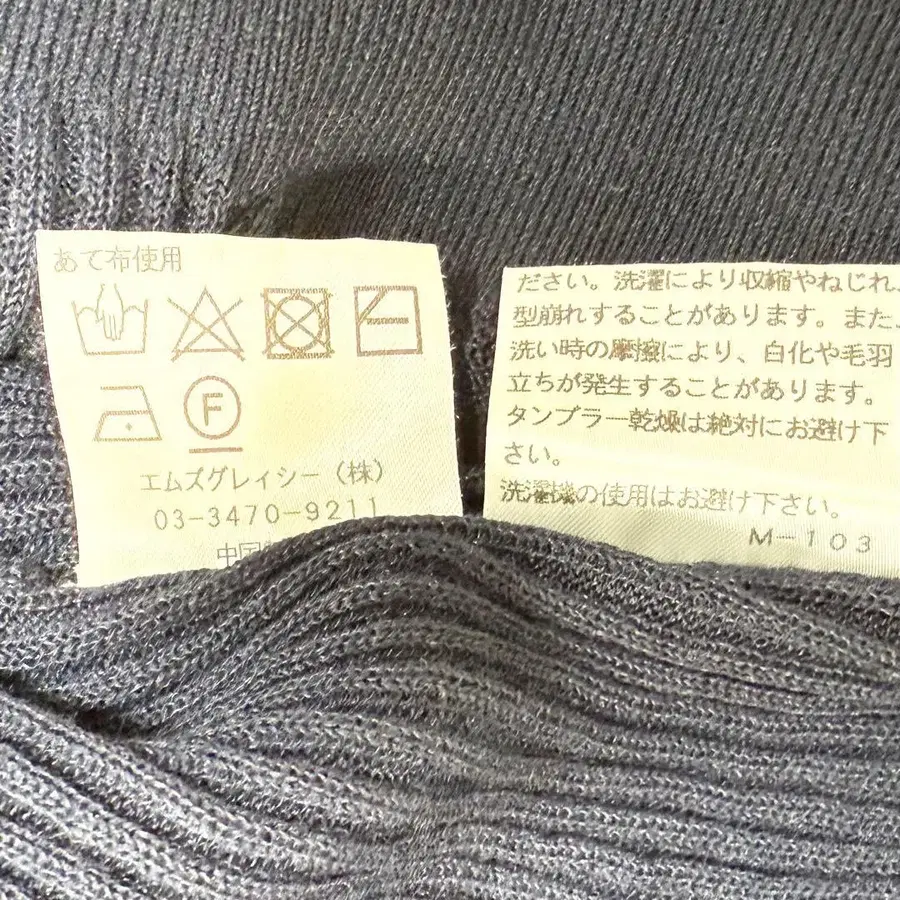 あて布使用
F
エムズグレイシー（株）
03-3470-9211
中国
ださい。洗濯により収縮やねじれ、
型崩れすることがあります。また、
洗い時の摩擦により、白化や毛羽
立ちが発生することがあります。
タンブラー乾燥は絶対にお避け下
さい。
洗濯機の使用はお避け下さい。
M-103